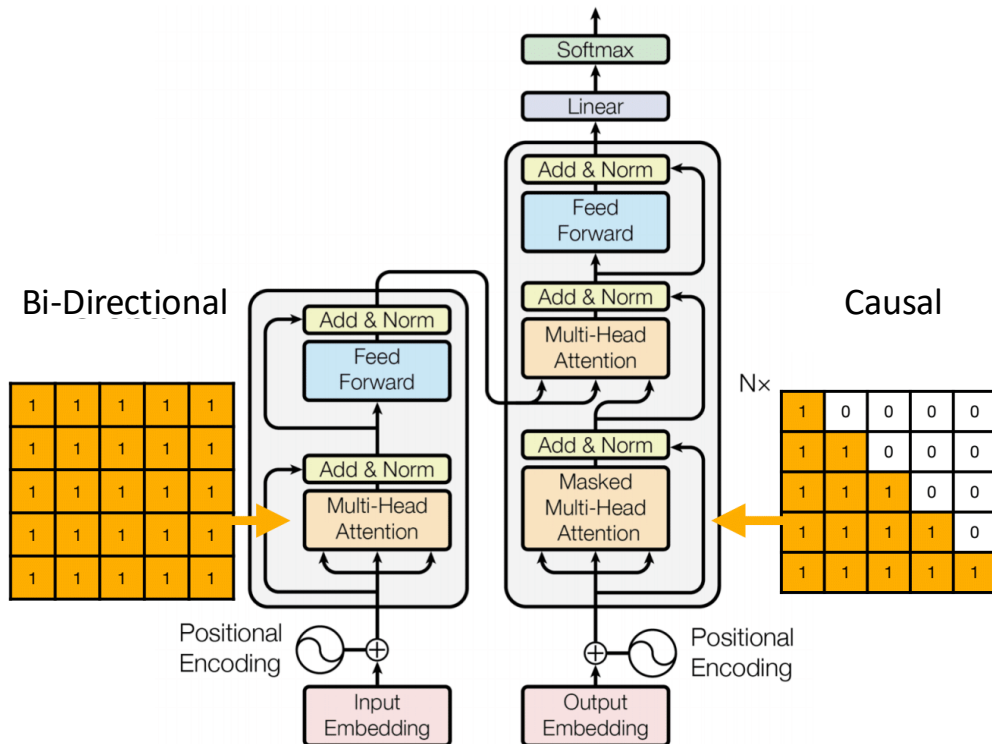 Softmax
Linear
Add & Norm
Feed
Forward
Add & Norm
Multi-Head
Attention
Add & Norm
Masked
Multi-Head
Attention
N×
Bi-Directional
Add & Norm
Feed
Forward
Add & Norm
Multi-Head
Attention
1 1 1 1 1
1 1 1 1 1
1 1 1 1 1
1 1 1 1 1
1 1 1 1 1
Causal
1 0 0 0 0
1 1 0 0 0
1 1 1 0 0
1 1 1 1 0
1 1 1 1 1
Positional
Encoding
Input
Embedding
Output
Embedding
Positional
Encoding